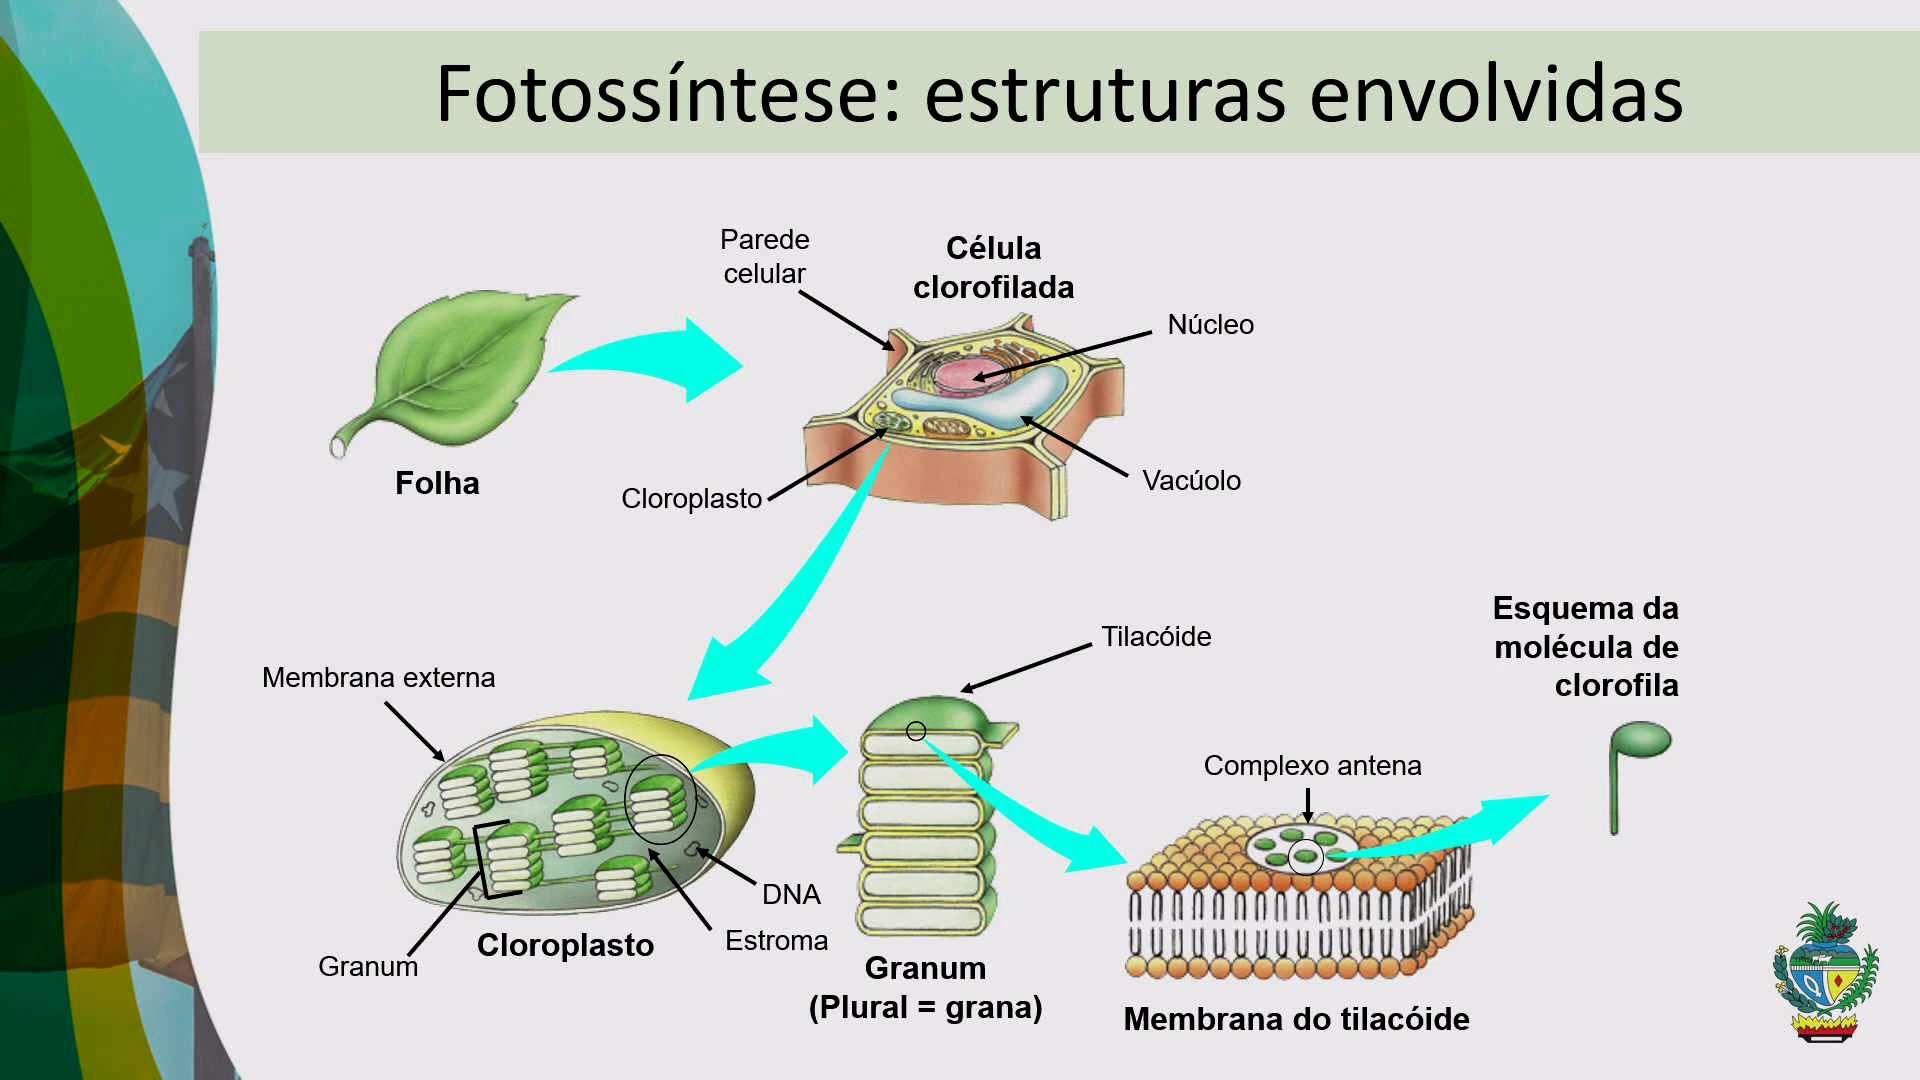 Fotossíntese: estruturas envolvidas
Parede
celular
Célula
clorofilada
Núcleo
Folha
Cloroplasto
Vacúolo
Esquema da
molécula de
clorofila
Tilacóide
Membrana externa
Complexo antena
DNA
Estroma
Cloroplasto
Granum
Granum
(Plural = grana)
Membrana do tilacóide